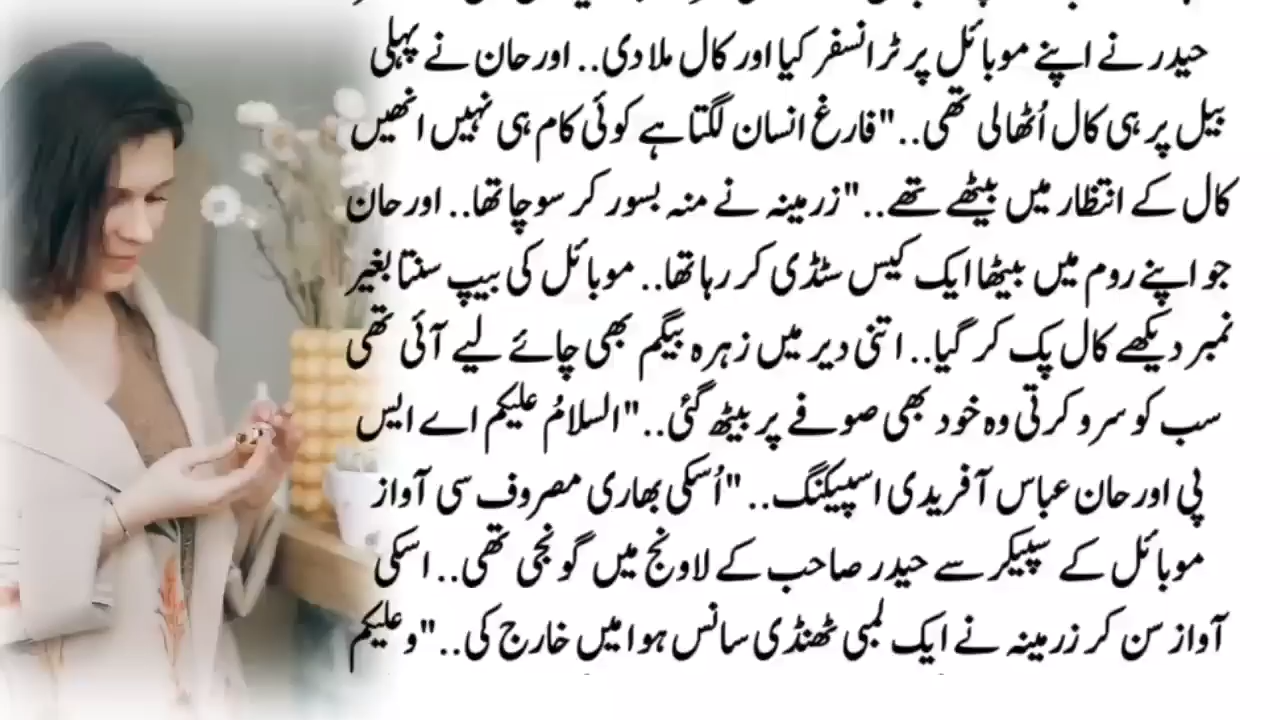 حیدر نے اپنے موبائل پر ٹرانسفر کیا اور کال ملا دی.. اور حان نے پہلی
بیل پر ہی کال اُٹھالی تھی.. "فارغ انسان لگتا ہے کوئی کام ہی نہیں انھیں
کال کے انتظار میں بیٹھے تھے.." زرمینہ نے منہ بسور کر سوچا تھا.. اور حان
جو اپنے روم میں بیٹھا ایک کیس سٹڈی کر رہا تھا.. موبائل کی بیپ سنتا بغیر
نمبر دیکھے کال پک کر گیا.. اتنی دیر میں زہرہ بیگم بھی چائے لیے آئی تھی
سب کو سرو کرتی وہ خود بھی صوفے پر بیٹھ گئی.. "السلامُ علیکم اے ایس
پی اور حان عباس آفریدی اسپیکنگ.. "اُسکی بھاری مصروف سی آواز
موبائل کے سپیکر سے حیدر صاحب کے لاونج میں گونجی تھی.. اسکی
آواز سن کر زرمینہ نے ایک لمبی ٹھنڈی سانس ہوا میں خارج کی.. "وعلیکم